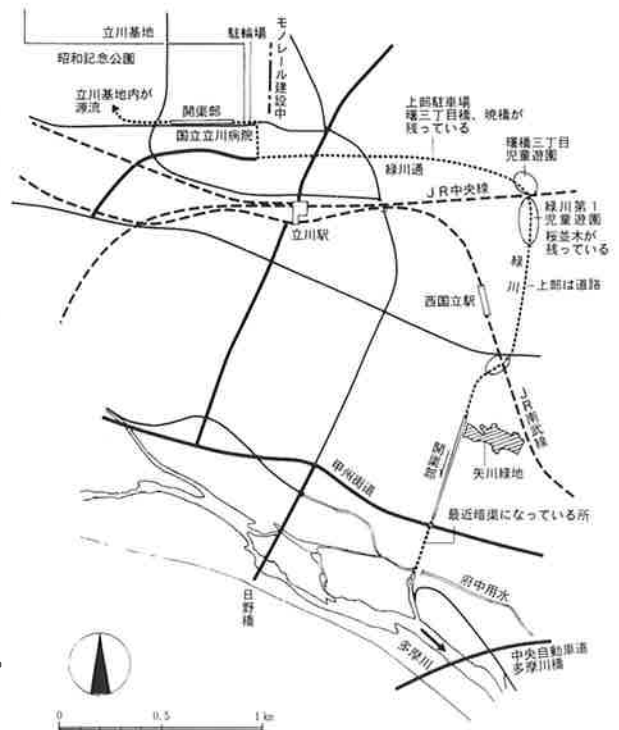 立川基地
駐輪場
モノレール建設中
昭和記念公園
立川基地内が
源流
開渠部
国立立川病院
上部駐車場
曙三丁目橋、暁橋が
残っている
曙橋三丁目
児童遊園
緑川通
JR中央線
緑川第1
児童遊園
桜並木が
残っている
立川駅
緑川
上部は道路
西国立駅
JR南武線
開渠部
矢川緑地
甲州街道
最近暗渠になっている所
府中用水
日野橋
多摩川
中央自動車道
多摩川橋
0 0.5 1km